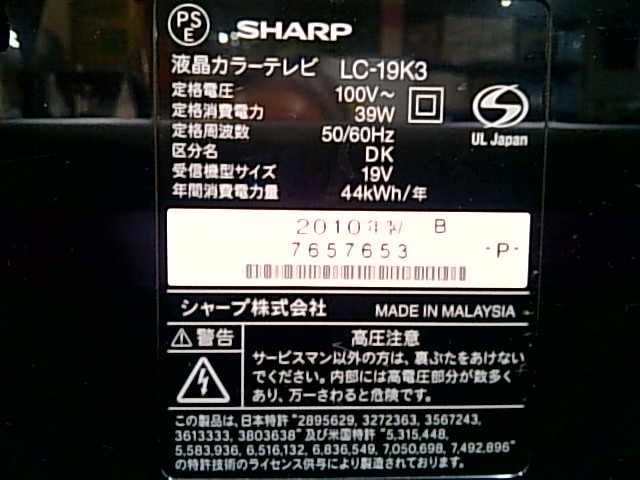 PS
E
SHARP
液晶カラーテレビ LC-19K3
定格電圧 100V～
定格消費電力 39W
定格周波数 50/60Hz
区分名 DK
受信機型サイズ 19V
年間消費電力量 44kWh/年
UL Japan
2010年製 B
7657653 -P-
シャープ株式会社 MADE IN MALAYSIA
警告 高圧注意
サービスマン以外の方は、裏ぶたをあけない
でください。内部には高電圧部分が数多く
あり、万一さわると危険です。
この製品は、日本特許 "2895629, 3272363, 3567243,
3613333, 3803638" 及び米国特許 "5,315,448,
5,583,936, 6,516,132, 6,836,549, 7,050,698, 7,492,896"
の特許技術のライセンス供与により製造されております。